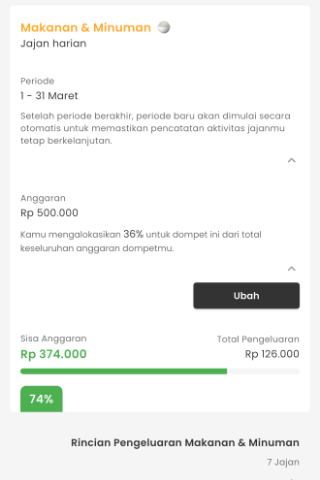 Makanan & Minuman
Jajan harian
Periode
1 - 31 Maret
Setelah periode berakhir, periode baru akan dimulai secara
otomatis untuk memastikan pencatatan aktivitas jajanmu
tetap berkelanjutan.
Anggaran
Rp 500.000
Kamu mengalokasikan 36% untuk dompet ini dari total
keseluruhan anggaran dompetmu.
Ubah
Sisa Anggaran
Total Pengeluaran
Rp 374.000
Rp 126.000
74%
Rincian Pengeluaran Makanan & Minuman
7 Jajan